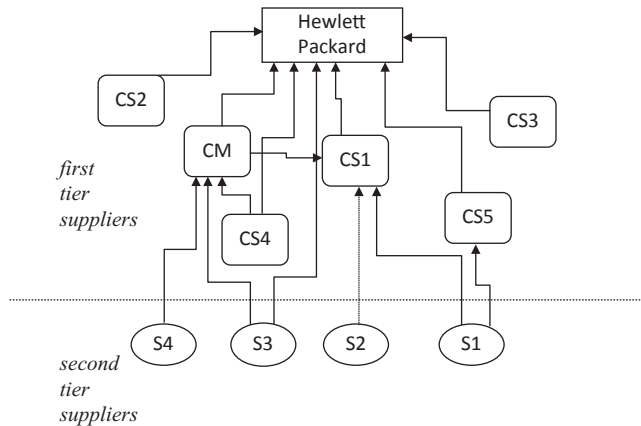 Hewlett
Packard
CS2
CS3
CM
CS1
first
tier
suppliers
CS4
CS5
S4
S3
S2
S1
second
tier
suppliers